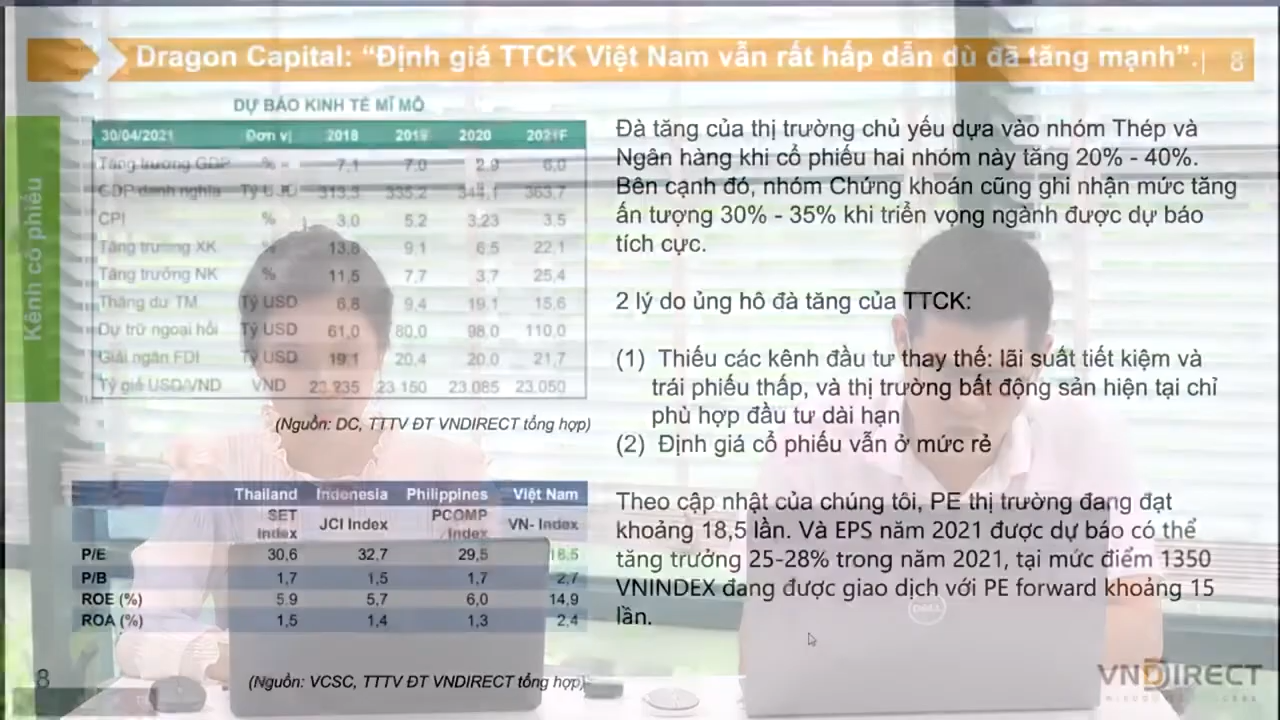 Dragon Capital: “Định giá TTCK Việt Nam vẫn rất hấp dẫn dù đã tăng mạnh”. | 8
Kênh cổ phiếu
DỰ BÁO KINH TẾ MĨ MÔ
30/04/2021 Đơn vị 2018 2019 2020 2021F
Tăng trưởng GDP % 7,1 7,0 2,9 6,0
GDP danh nghĩa Tỷ 313,3 335,2 363,7
CPI % 3,0 5,2 3,23 3,5
Tăng trưởng XK % 13,8 9,1 6,5 22,1
Tăng trưởng NK % 11,5 7,7 3,7 25,4
Thặng dư TM Tỷ USD 6,8 9,4 19,1 15,6
Dự trữ ngoại hối Tỷ USD 61,0 80,0 98,0 110,0
Giải ngân FDI Tỷ USD 19,1 20,4 20,0 21,7
Tỷ giá USD/VND VND 23 150 23.085 23.050
(Nguồn: DC, TTTV ĐT VNDIRECT tổng hợp)
Thailand Indonesia Philippines Việt Nam
SET Index JCI Index PCOMP Index VN- Index
P/E 30,6 32,7 29,5 18,5
P/B 1,7 1,5 1,7 2,7
ROE (%) 5,9 5,7 6,0 14,9
ROA (%) 1,5 1,4 1,3 2,4
(Nguồn: VCSC, TTTV ĐT VNDIRECT tổng hợp)
8
Đà tăng của thị trường chủ yếu dựa vào nhóm Thép và
Ngân hàng khi cổ phiếu hai nhóm này tăng 20% - 40%.
Bên cạnh đó, nhóm Chứng khoán cũng ghi nhận mức tăng
ấn tượng 30% - 35% khi triển vọng ngành được dự báo
tích cực.
2 lý do ủng hô đà tăng của TTCK:
(1) Thiếu các kênh đầu tư thay thế: lãi suất tiết kiệm và
trái phiếu thấp, và thị trường bất động sản hiện tại chỉ
phù hợp đầu tư dài hạn
(2) Định giá cổ phiếu vẫn ở mức rẻ
Theo cập nhật của chúng tôi, PE thị trường đang đạt
khoảng 18,5 lần. Và EPS năm 2021 được dự báo có thể
tăng trưởng 25-28% trong năm 2021, tại mức điểm 1350
VNINDEX đang được giao dịch với PE forward khoảng 15
lần.
DELL
VNDIRECT